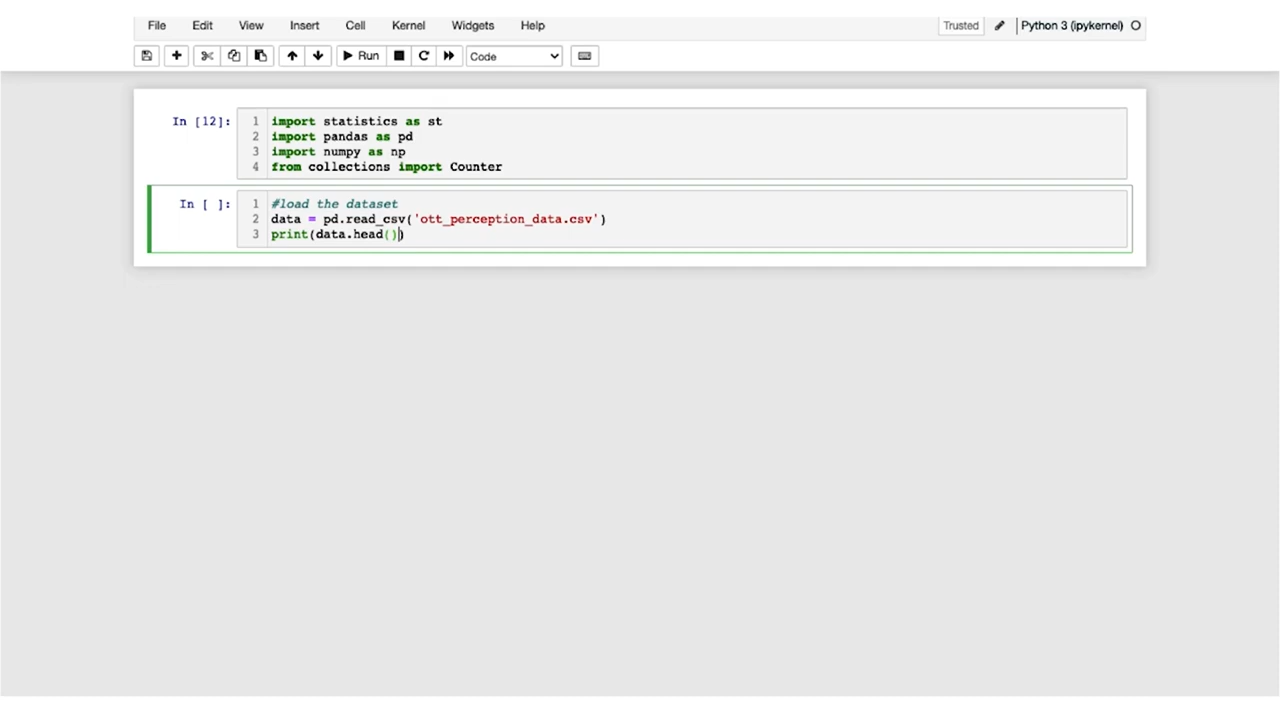 File Edit View Insert Cell Kernel Widgets Help Trusted Python 3 (ipykernel)
Run Code
In [12]: 1 import statistics as st
2 import pandas as pd
3 import numpy as np
4 from collections import Counter
In [ ]: 1 #load the dataset
2 data = pd.read_csv('ott_perception_data.csv')
3 print(data.head())